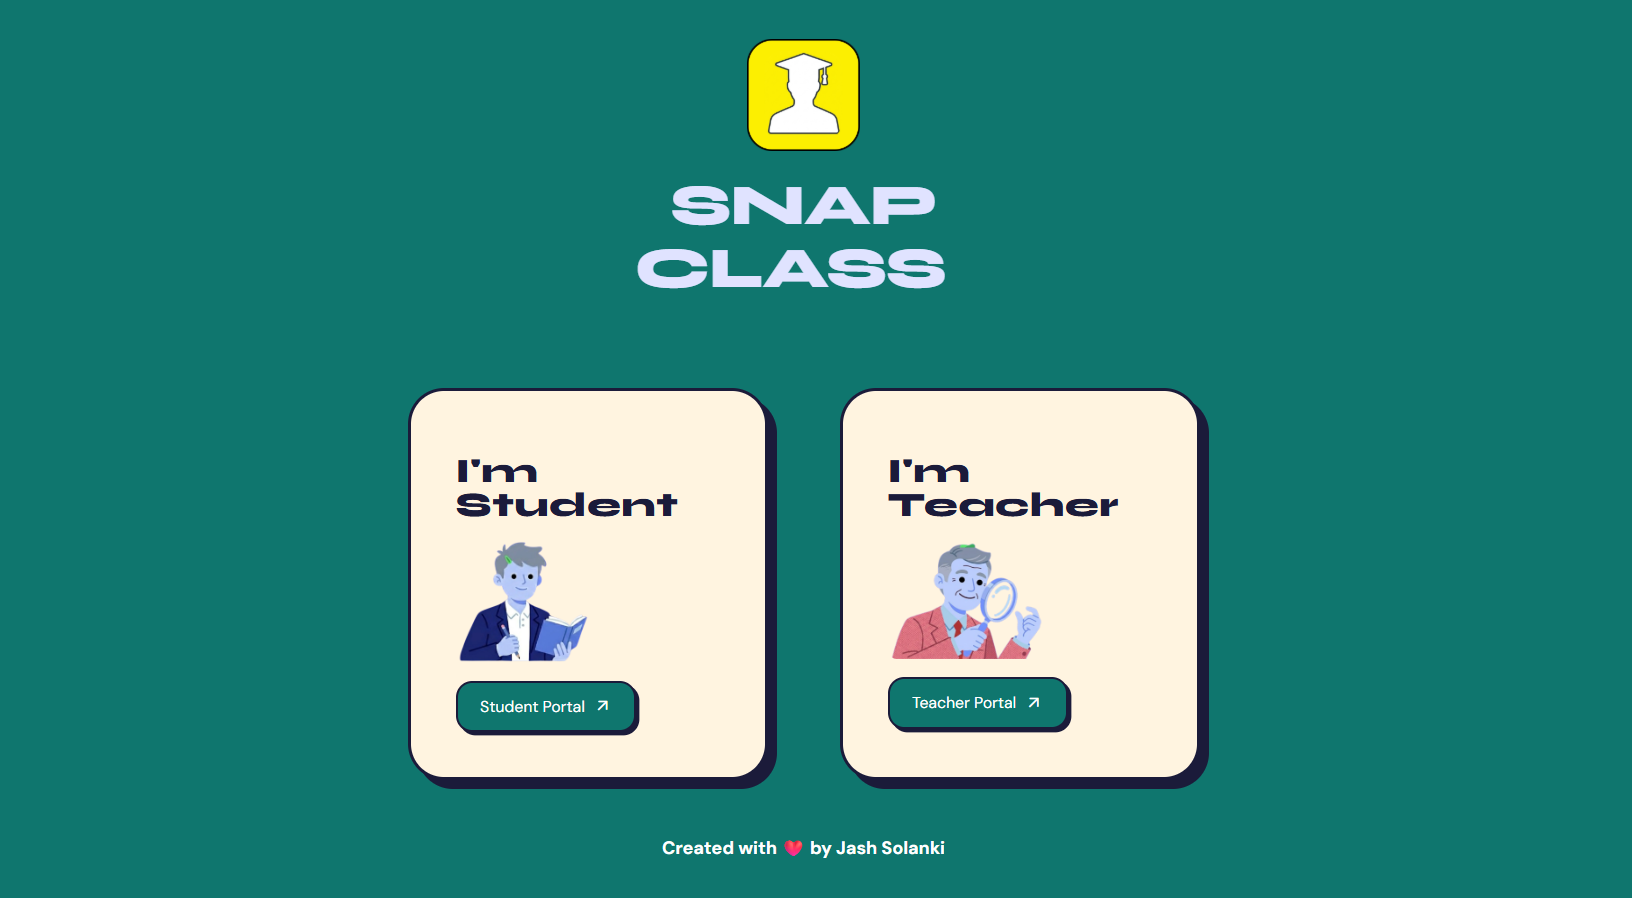 SNAP
CLASS
I'm
Student
Student Portal
I'm
Teacher
Teacher Portal
Created with ❤️ by Jash Solanki